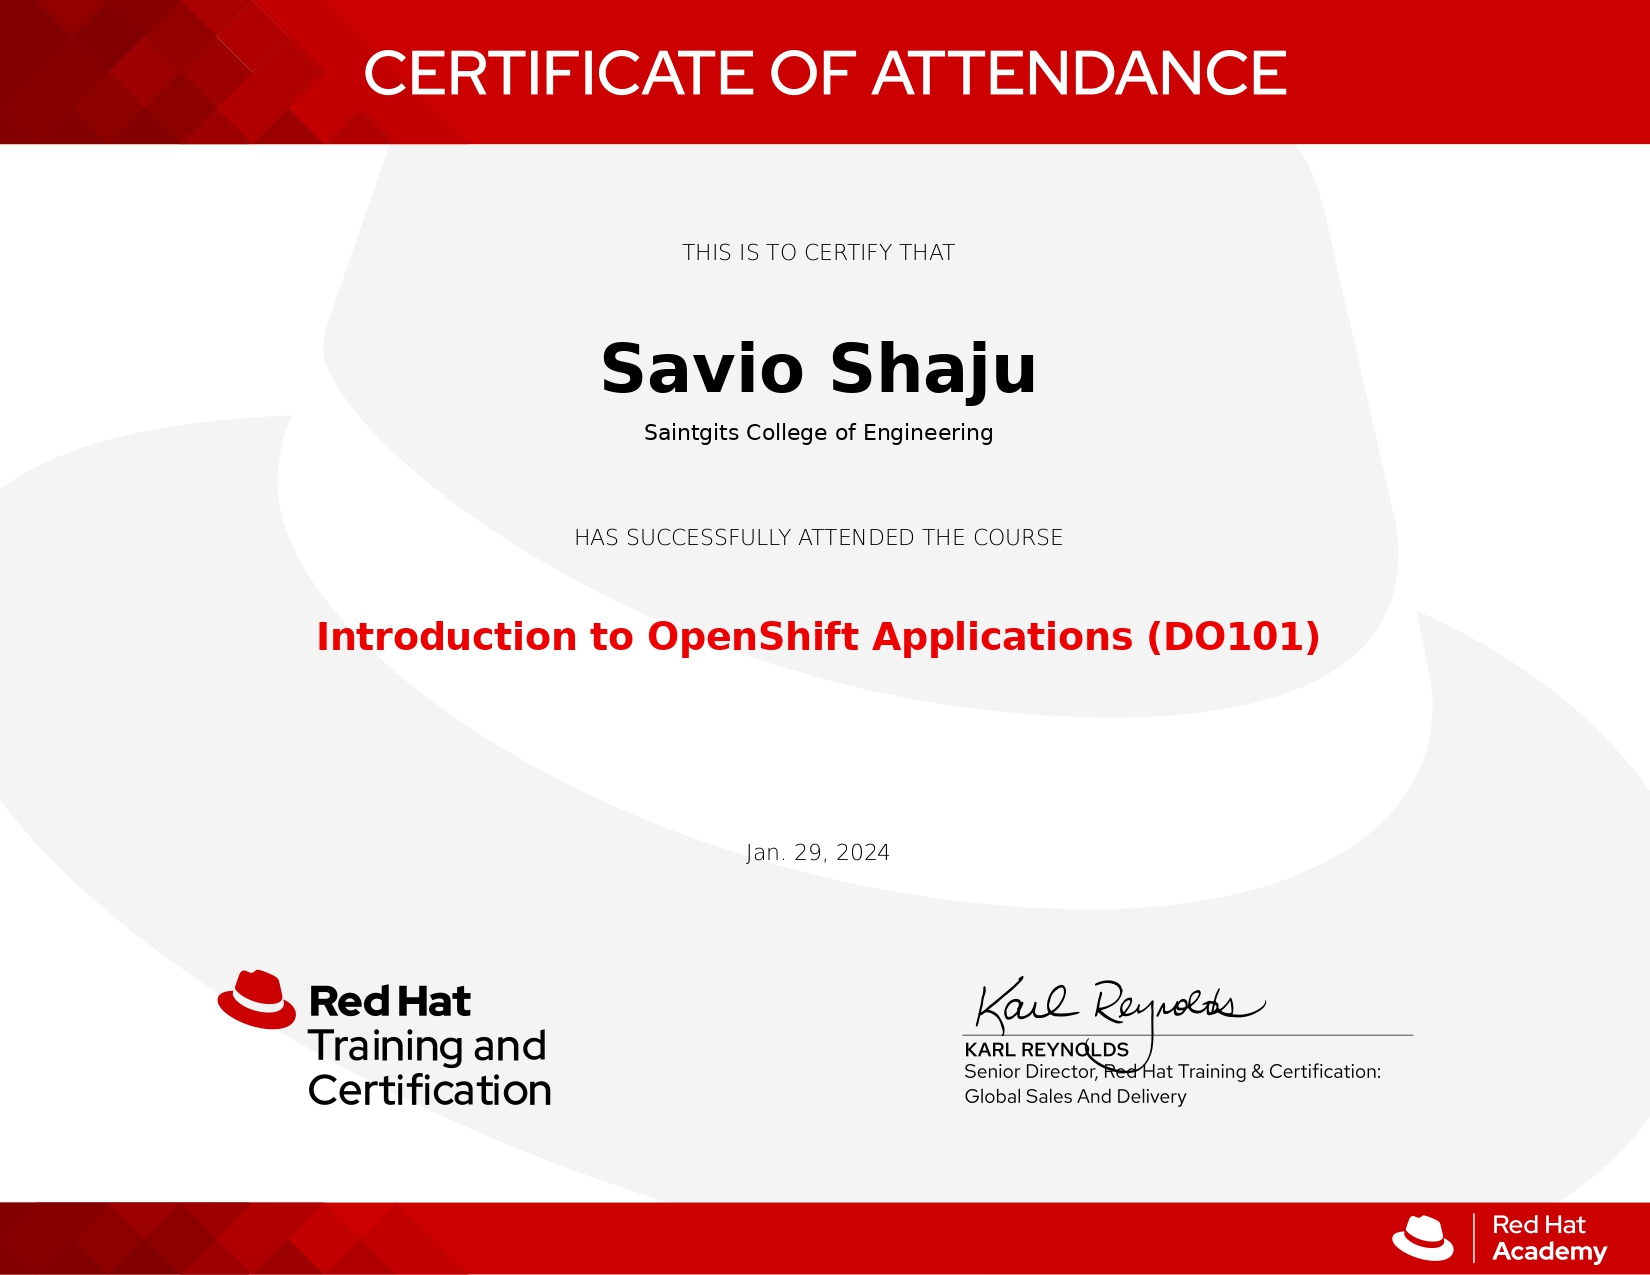 CERTIFICATE OF ATTENDANCE
THIS IS TO CERTIFY THAT
Savio Shaju
Saintgits College of Engineering
HAS SUCCESSFULLY ATTENDED THE COURSE
Introduction to OpenShift Applications (DO101)
Jan. 29, 2024
Red Hat
Training and
Certification
Karl Reynolds
KARL REYNOLDS
Senior Director, Red Hat Training & Certification:
Global Sales And Delivery
Red Hat
Academy